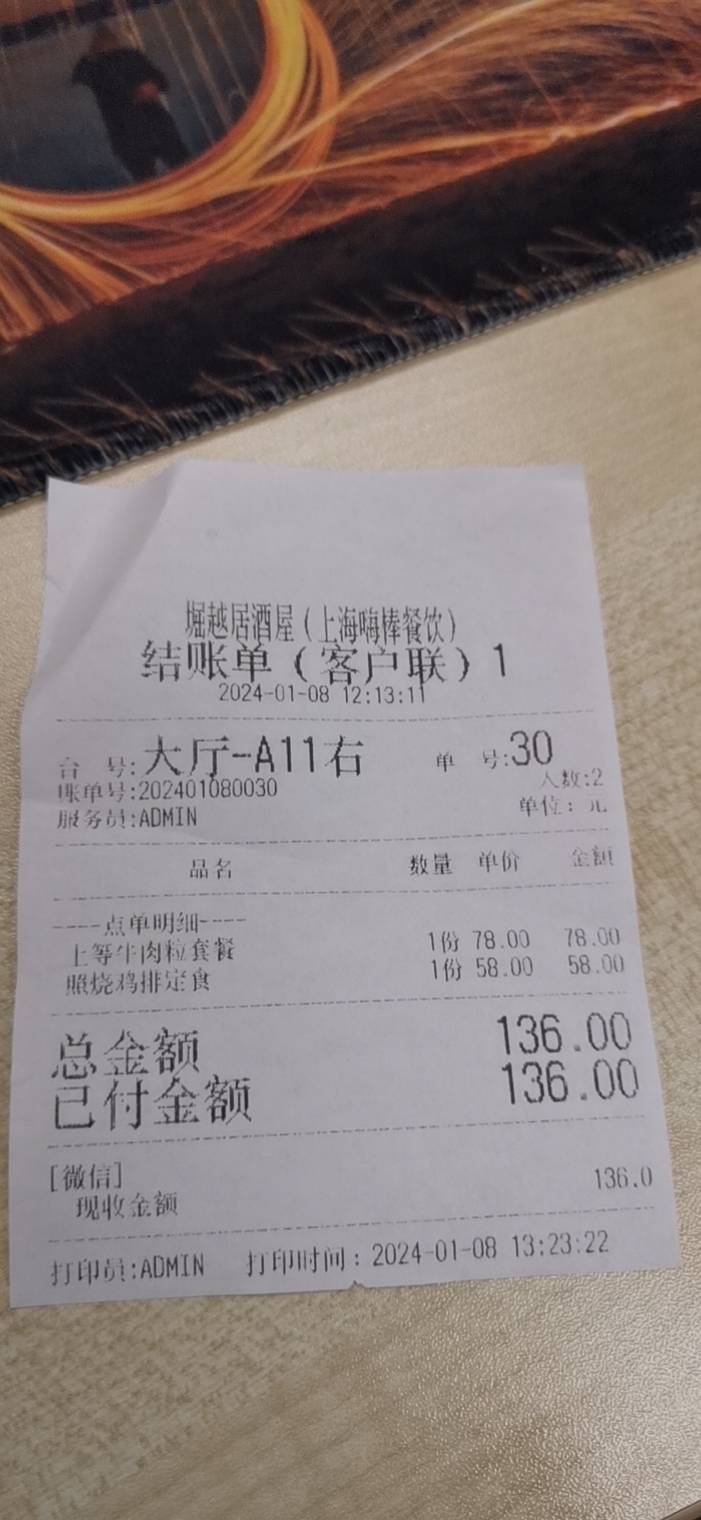 堀越居酒屋(上海嗨棒餐饮)
结账单(客户联)1
2024-01-08 12:13:11
台 号:大厅-A11右 单 号:30
账单号:202401080030 人数:2
服务员:ADMIN 单位:元
品名 数量 单价 金额
----点单明细----
上等牛肉粒套餐 1份 78.00 78.00
照烧鸡排定食 1份 58.00 58.00
总金额 136.00
已付金额 136.00
[微信]
现收金额 136.0
打印员:ADMIN 打印时间:2024-01-08 13:23:22